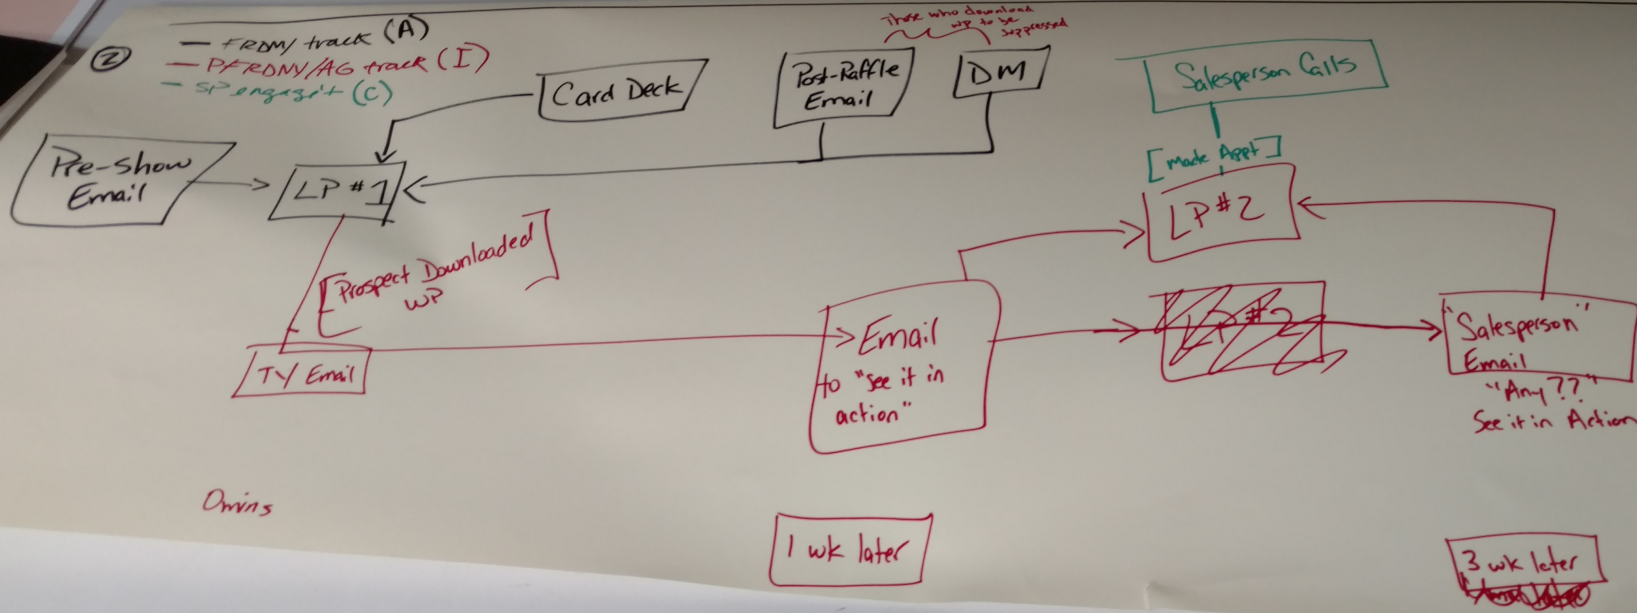 ②
— FRDM/ track (A)
— PFRDNY/AG track (I)
— SP engag't (C)
Those who download
WP to be
suppressed
Card Deck
Post-Raffle
Email
DM
Salesperson Calls
Pre-Show
Email
LP #1
[made Appt]
LP #2
[Prospect Downloaded
WP]
TY Email
Email
to "see it in
action"
LP #2
"Salesperson"
Email
"Any??"
See it in Action
1 wk later
3 wk later